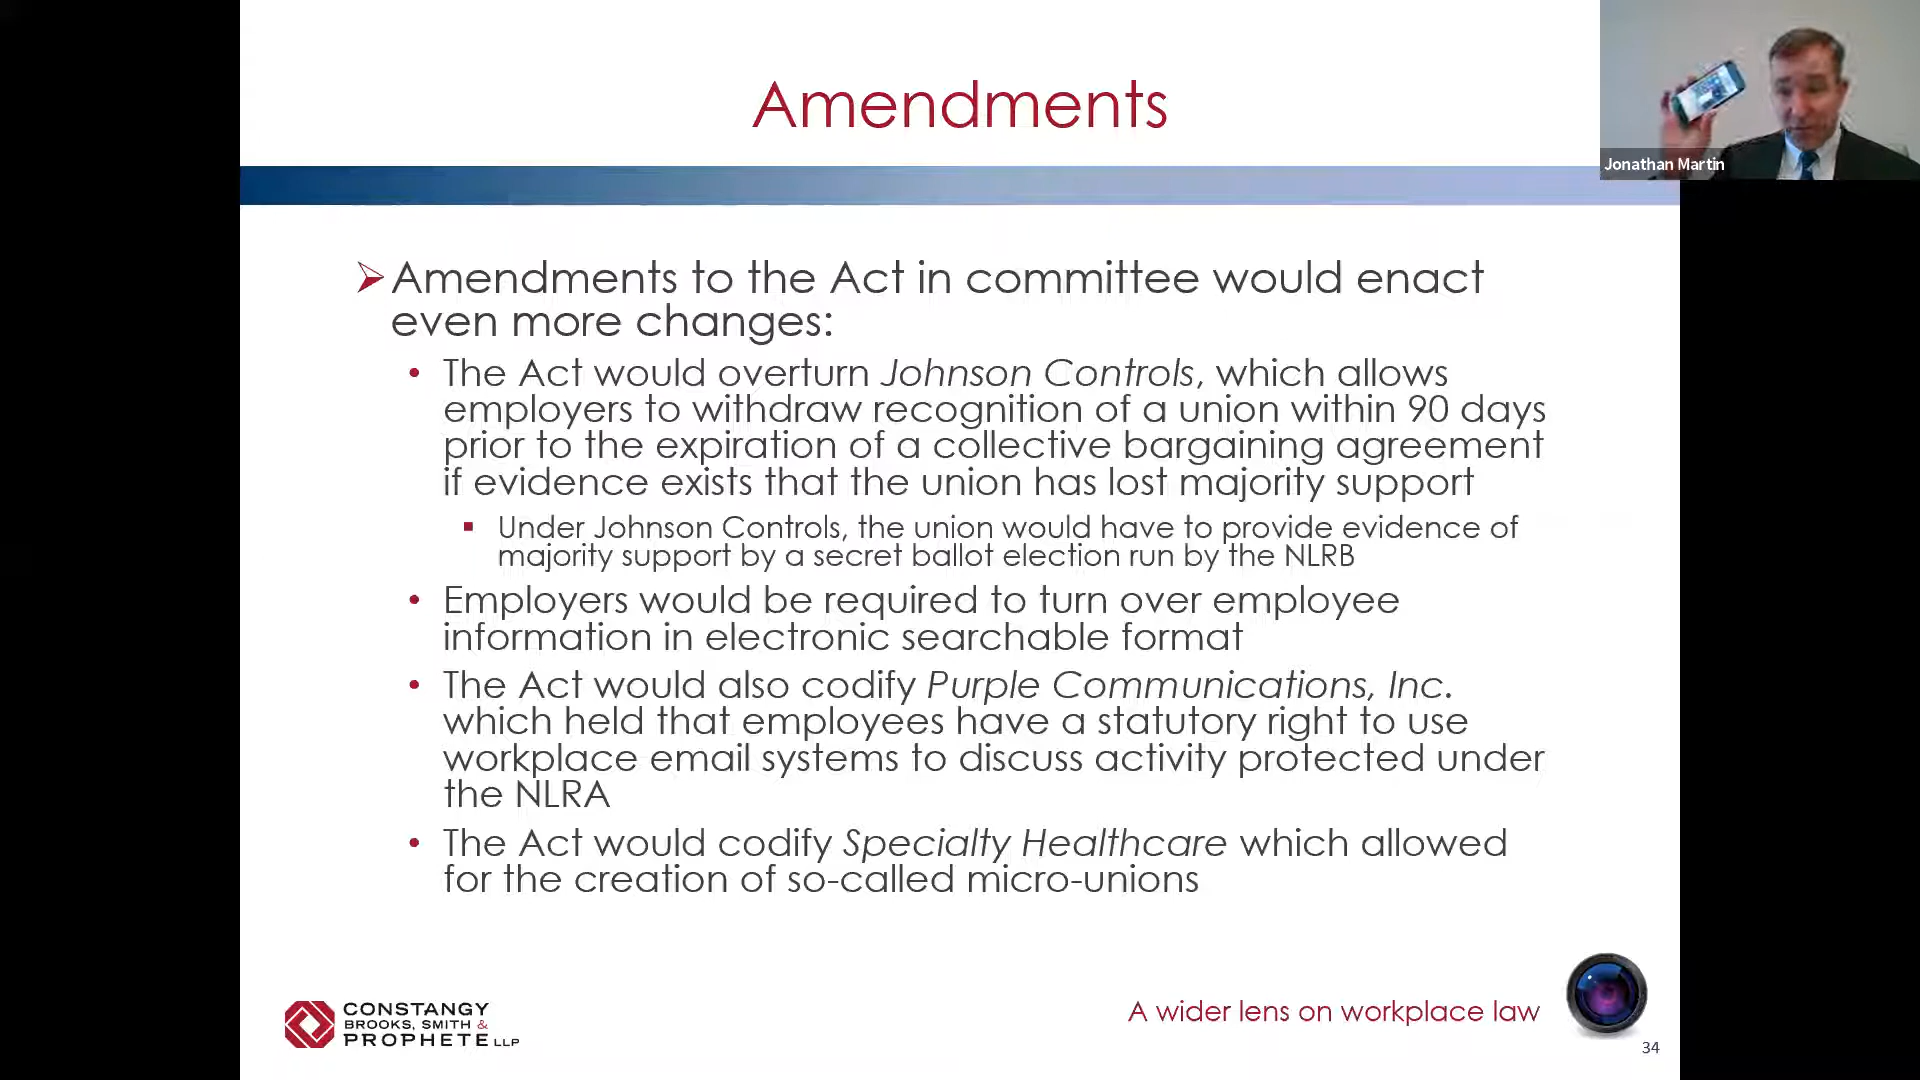 Amendments
Jonathan Martin
Amendments to the Act in committee would enact
even more changes:
• The Act would overturn Johnson Controls, which allows
employers to withdraw recognition of a union within 90 days
prior to the expiration of a collective bargaining agreement
if evidence exists that the union has lost majority support
▪ Under Johnson Controls, the union would have to provide evidence of
majority support by a secret ballot election run by the NLRB
• Employers would be required to turn over employee
information in electronic searchable format
• The Act would also codify Purple Communications, Inc.
which held that employees have a statutory right to use
workplace email systems to discuss activity protected under
the NLRA
• The Act would codify Specialty Healthcare which allowed
for the creation of so-called micro-unions
CONSTANGY
BROOKS, SMITH &
PROPHETE LLP
A wider lens on workplace law
34